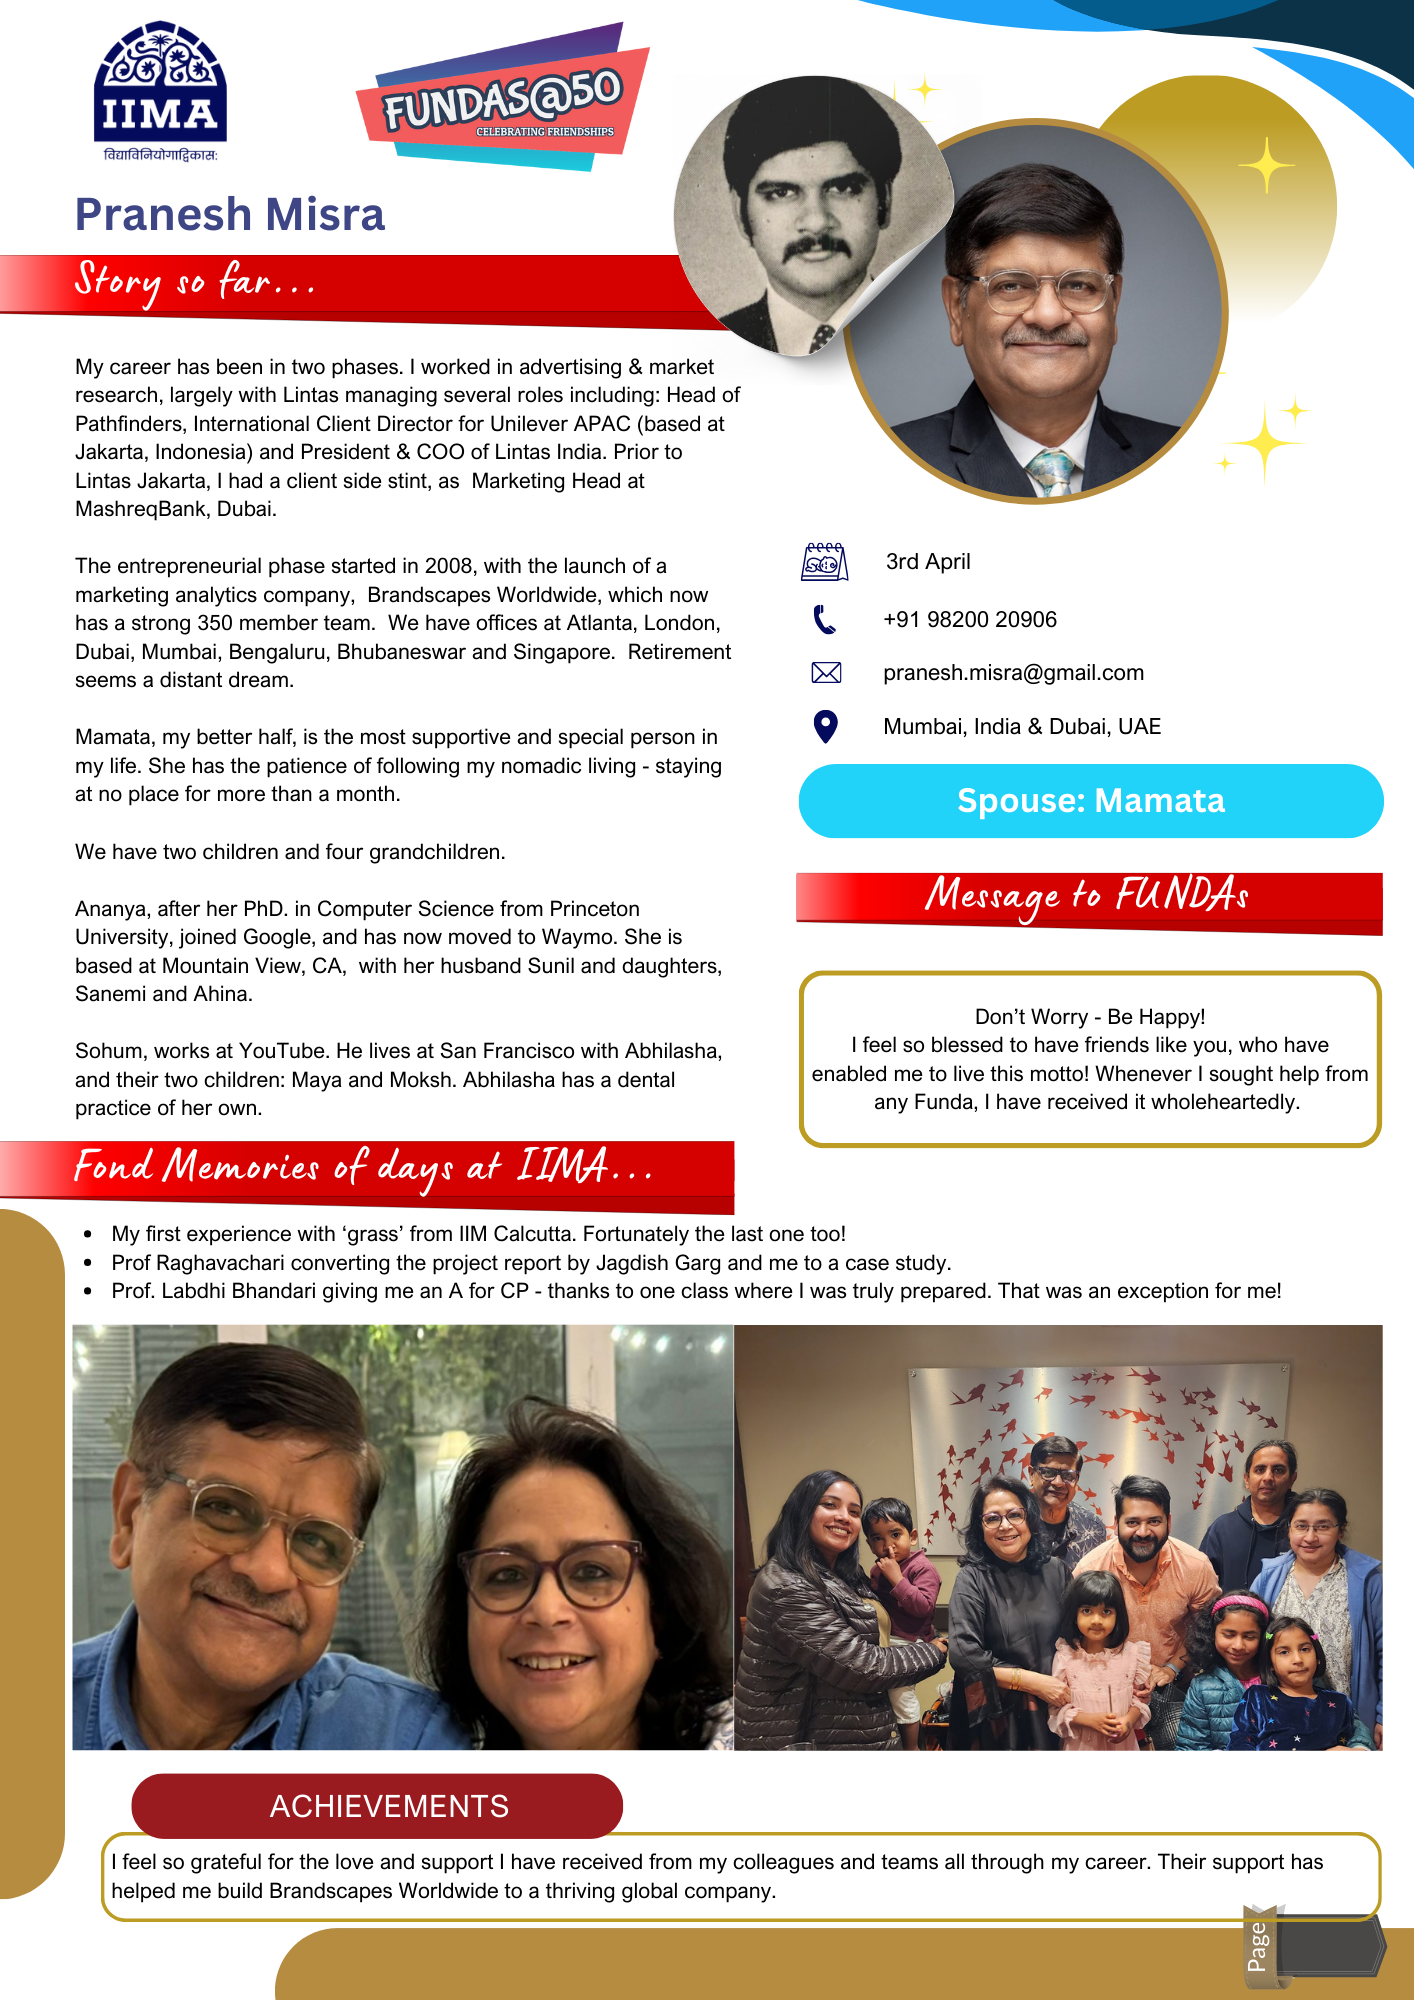 IIMA
विद्याविनियोगाद्विकास:
FUNDAS@50
CELEBRATING FRIENDSHIPS
Pranesh Misra
Story so far...
My career has been in two phases. I worked in advertising & market
research, largely with Lintas managing several roles including: Head of
Pathfinders, International Client Director for Unilever APAC (based at
Jakarta, Indonesia) and President & COO of Lintas India. Prior to
Lintas Jakarta, I had a client side stint, as  Marketing Head at
MashreqBank, Dubai.
The entrepreneurial phase started in 2008, with the launch of a
marketing analytics company,  Brandscapes Worldwide, which now
has a strong 350 member team.  We have offices at Atlanta, London,
Dubai, Mumbai, Bengaluru, Bhubaneswar and Singapore.  Retirement
seems a distant dream.
Mamata, my better half, is the most supportive and special person in
my life. She has the patience of following my nomadic living - staying
at no place for more than a month.
We have two children and four grandchildren.
Ananya, after her PhD. in Computer Science from Princeton
University, joined Google, and has now moved to Waymo. She is
based at Mountain View, CA,  with her husband Sunil and daughters,
Sanemi and Ahina.
Sohum, works at YouTube. He lives at San Francisco with Abhilasha,
and their two children: Maya and Moksh. Abhilasha has a dental
practice of her own.
3rd April
+91 98200 20906
pranesh.misra@gmail.com
Mumbai, India & Dubai, UAE
Spouse: Mamata
Message to FUNDAs
Don’t Worry - Be Happy!
I feel so blessed to have friends like you, who have
enabled me to live this motto! Whenever I sought help from
any Funda, I have received it wholeheartedly.
Fond Memories of days at IIMA...
• My first experience with ‘grass’ from IIM Calcutta. Fortunately the last one too!
• Prof Raghavachari converting the project report by Jagdish Garg and me to a case study.
• Prof. Labdhi Bhandari giving me an A for CP - thanks to one class where I was truly prepared. That was an exception for me!
ACHIEVEMENTS
I feel so grateful for the love and support I have received from my colleagues and teams all through my career. Their support has
helped me build Brandscapes Worldwide to a thriving global company.
Page